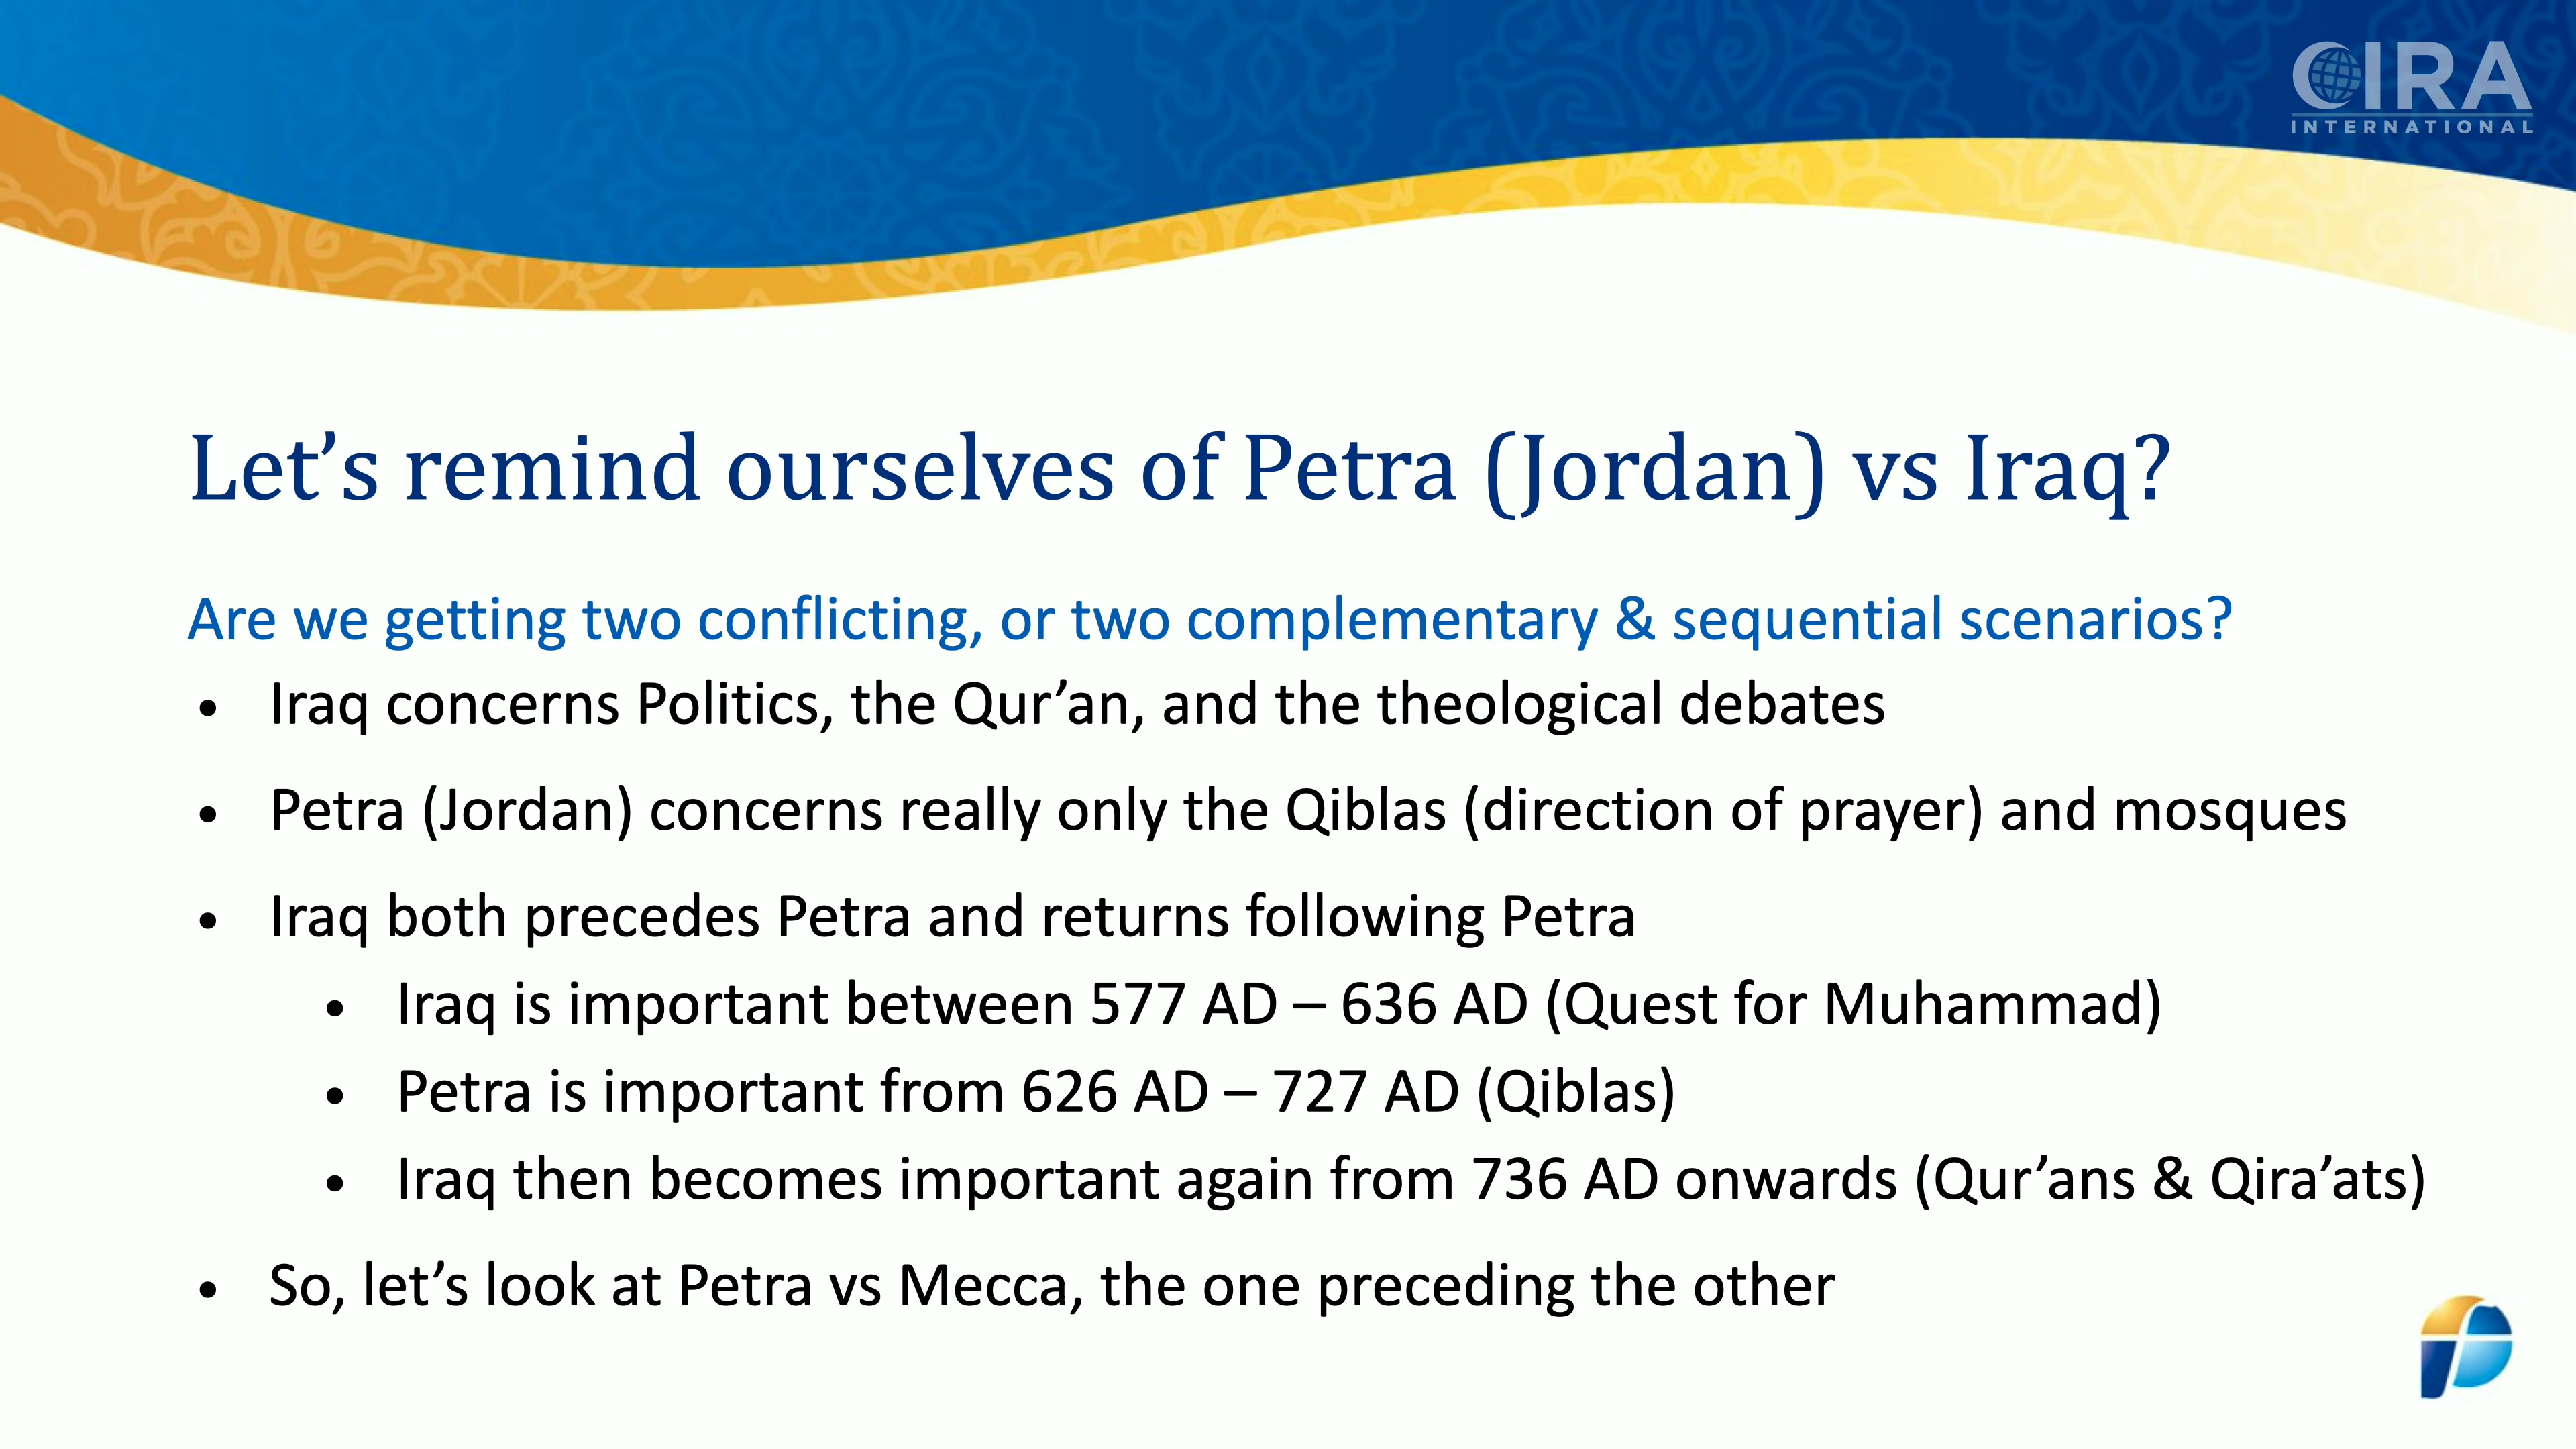 CIRA
INTERNATIONAL
Let’s remind ourselves of Petra (Jordan) vs Iraq?
Are we getting two conflicting, or two complementary & sequential scenarios?
• Iraq concerns Politics, the Qur’an, and the theological debates
• Petra (Jordan) concerns really only the Qiblas (direction of prayer) and mosques
• Iraq both precedes Petra and returns following Petra
• Iraq is important between 577 AD – 636 AD (Quest for Muhammad)
• Petra is important from 626 AD – 727 AD (Qiblas)
• Iraq then becomes important again from 736 AD onwards (Qur’ans & Qira’ats)
• So, let’s look at Petra vs Mecca, the one preceding the other